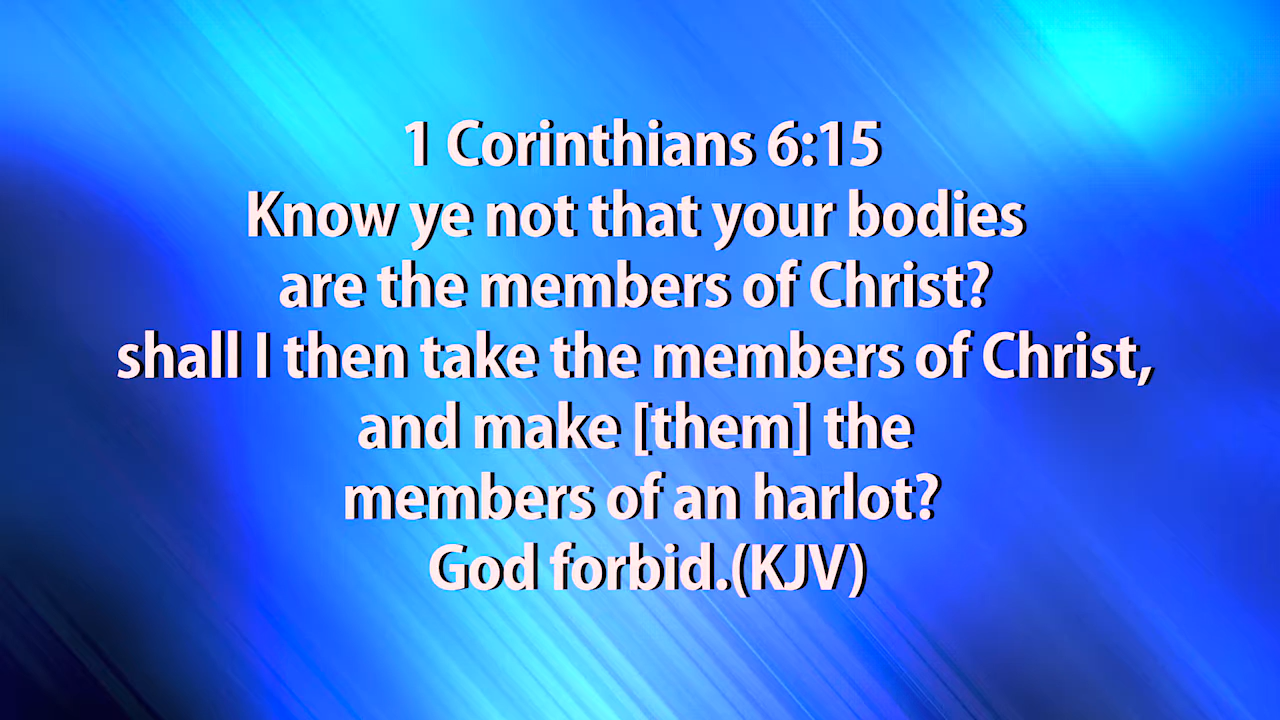 1 Corinthians 6:15
Know ye not that your bodies
are the members of Christ?
shall I then take the members of Christ,
and make [them] the
members of an harlot?
God forbid.(KJV)